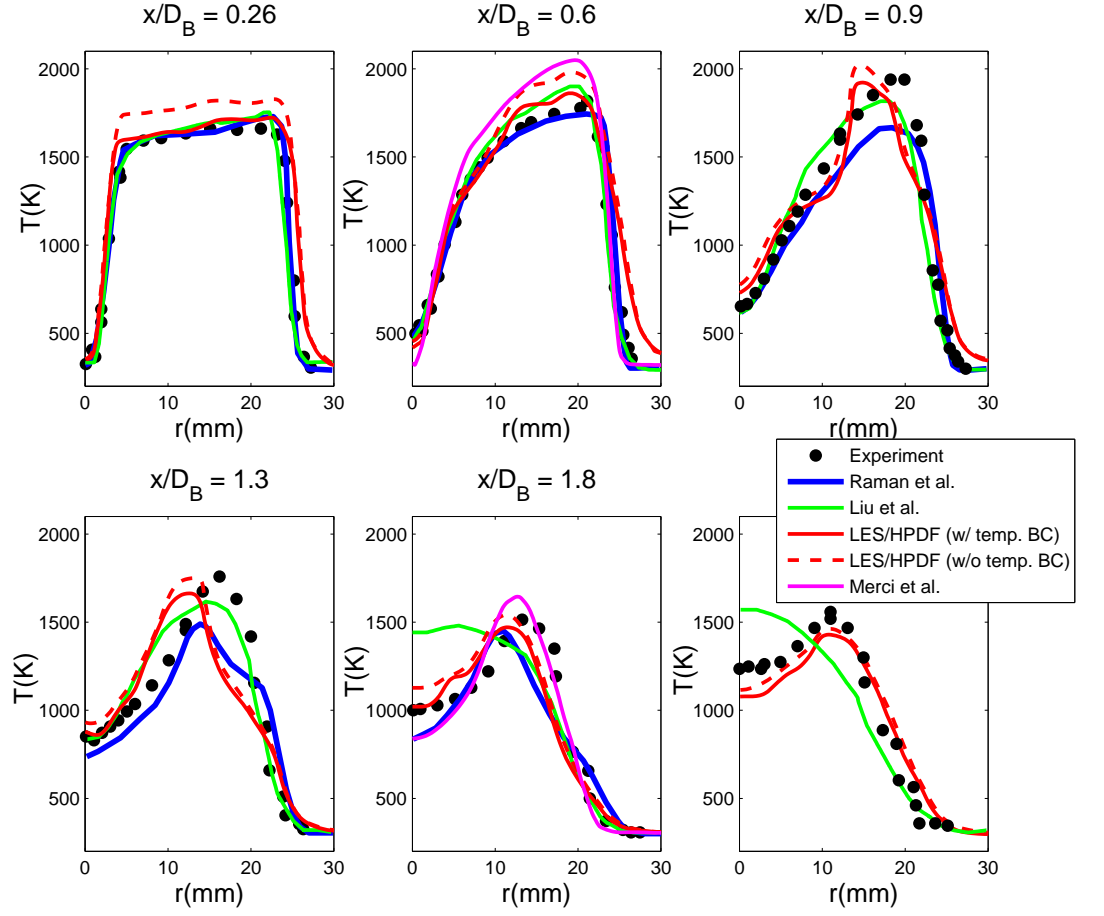 x/D_B = 0.26
x/D_B = 0.6
x/D_B = 0.9
2000
1500
1000
500
T(K)
0 10 20 30
r(mm)
2000
1500
1000
500
T(K)
0 10 20 30
r(mm)
2000
1500
1000
500
T(K)
0 10 20 30
r(mm)
Experiment
Raman et al.
Liu et al.
LES/HPDF (w/ temp. BC)
LES/HPDF (w/o temp. BC)
Merci et al.
x/D_B = 1.3
x/D_B = 1.8
2000
1500
1000
500
T(K)
0 10 20 30
r(mm)
2000
1500
1000
500
T(K)
0 10 20 30
r(mm)
2000
1500
1000
500
T(K)
0 10 20 30
r(mm)